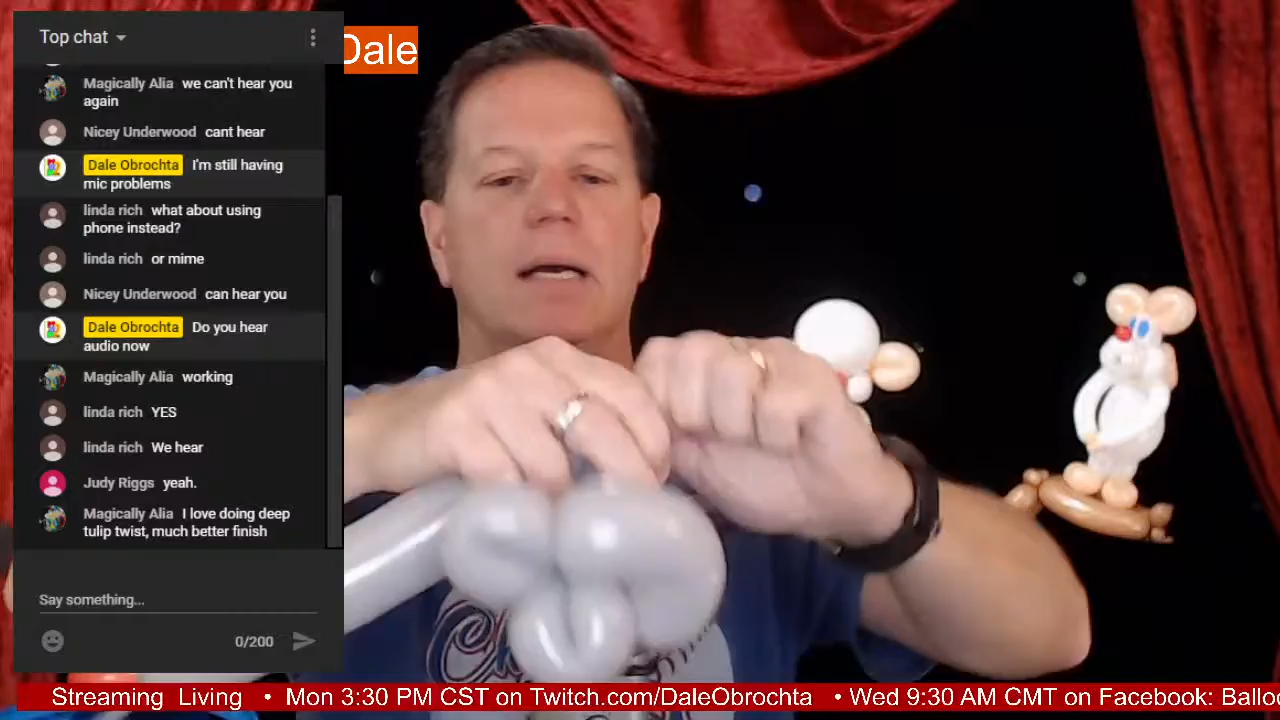 Top chat
Dale
Magically Alia we can't hear you
again
Nicey Underwood cant hear
Dale Obrochta I'm still having
mic problems
linda rich what about using
phone instead?
linda rich or mime
Nicey Underwood can hear you
Dale Obrochta Do you hear
audio now
Magically Alia working
linda rich YES
linda rich We hear
Judy Riggs yeah.
Magically Alia I love doing deep
tulip twist, much better finish
Say something...
0/200
Streaming Living • Mon 3:30 PM CST on Twitch.com/DaleObrochta • Wed 9:30 AM CMT on Facebook: Balloo